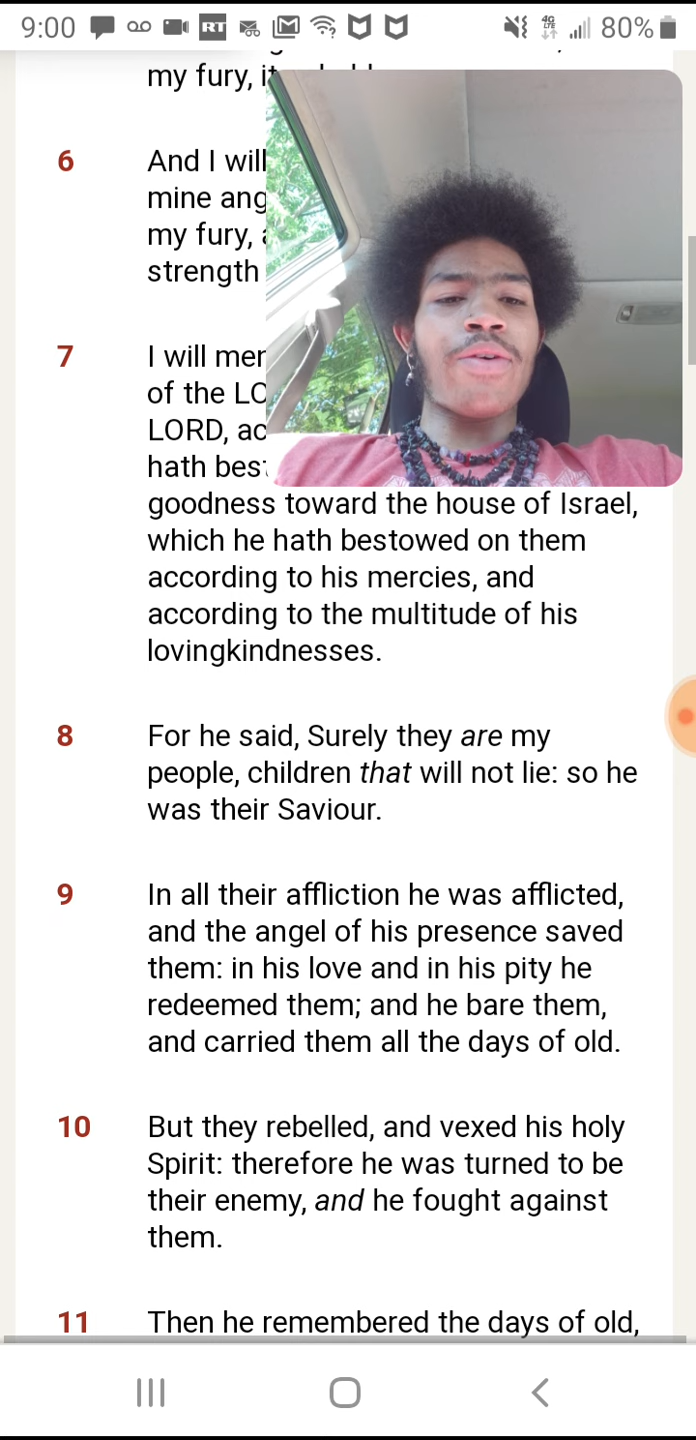 9:00 RT 4G LTE 80%
my fury, it
6 And I will
mine ang
my fury,
strength
7 I will mer
of the LO
LORD, ac
hath bes
goodness toward the house of Israel,
which he hath bestowed on them
according to his mercies, and
according to the multitude of his
lovingkindnesses.
8 For he said, Surely they are my
people, children that will not lie: so he
was their Saviour.
9 In all their affliction he was afflicted,
and the angel of his presence saved
them: in his love and in his pity he
redeemed them; and he bare them,
and carried them all the days of old.
10 But they rebelled, and vexed his holy
Spirit: therefore he was turned to be
their enemy, and he fought against
them.
11 Then he remembered the days of old,